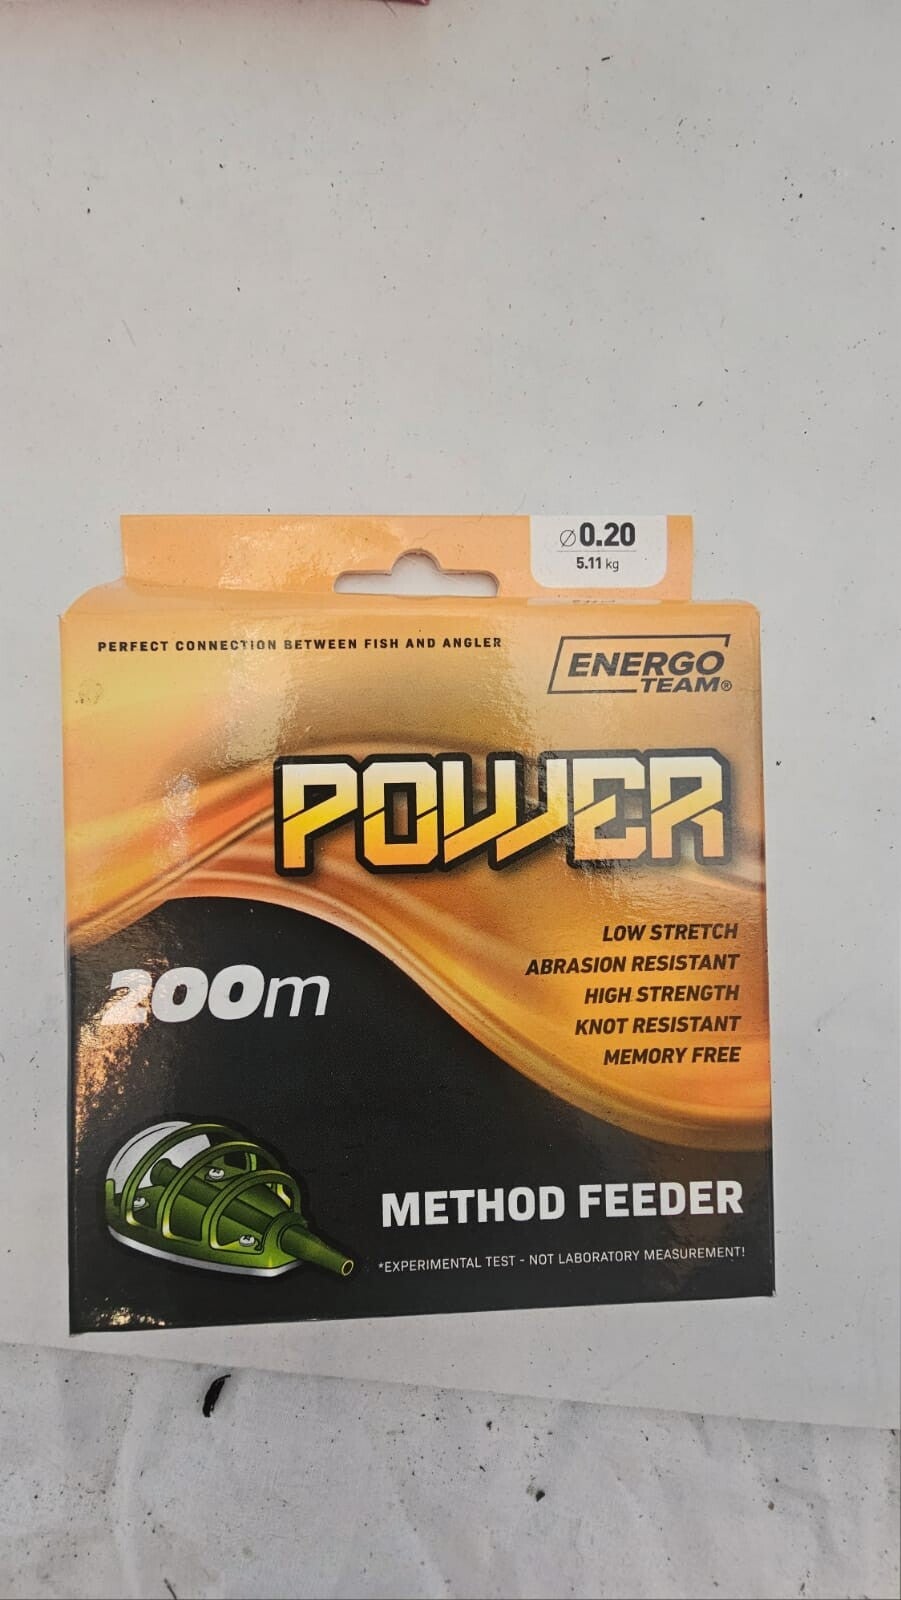 ⌀0.20
5.11 kg
PERFECT CONNECTION BETWEEN FISH AND ANGLER
ENERGO
TEAM®
POWER
LOW STRETCH
ABRASION RESISTANT
HIGH STRENGTH
KNOT RESISTANT
MEMORY FREE
200m
METHOD FEEDER
*EXPERIMENTAL TEST - NOT LABORATORY MEASUREMENT!